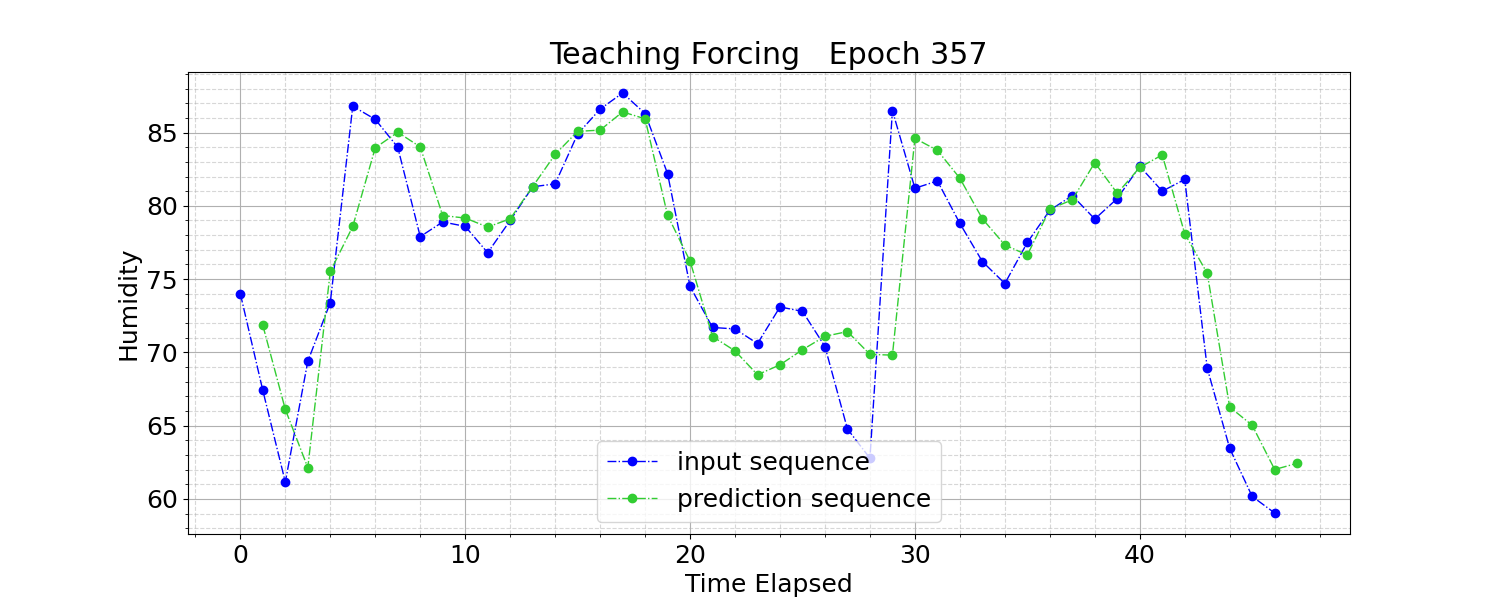 Teaching Forcing   Epoch 357
Humidity
85
80
75
70
65
60
input sequence
prediction sequence
0 10 20 30 40
Time Elapsed